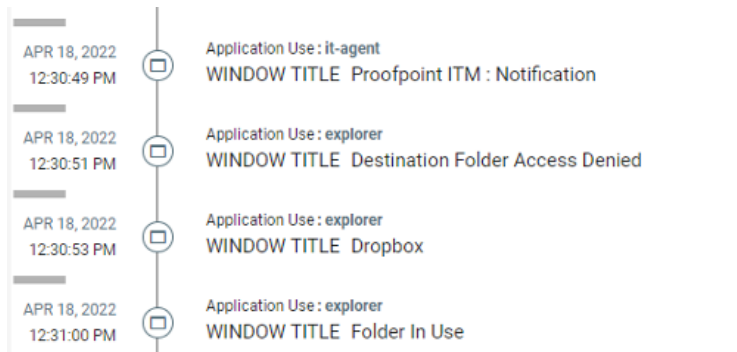 APR 18, 2022
12:30:49 PM
Application Use : it-agent
WINDOW TITLE Proofpoint ITM : Notification
APR 18, 2022
12:30:51 PM
Application Use : explorer
WINDOW TITLE Destination Folder Access Denied
APR 18, 2022
12:30:53 PM
Application Use : explorer
WINDOW TITLE Dropbox
APR 18, 2022
12:31:00 PM
Application Use : explorer
WINDOW TITLE Folder In Use